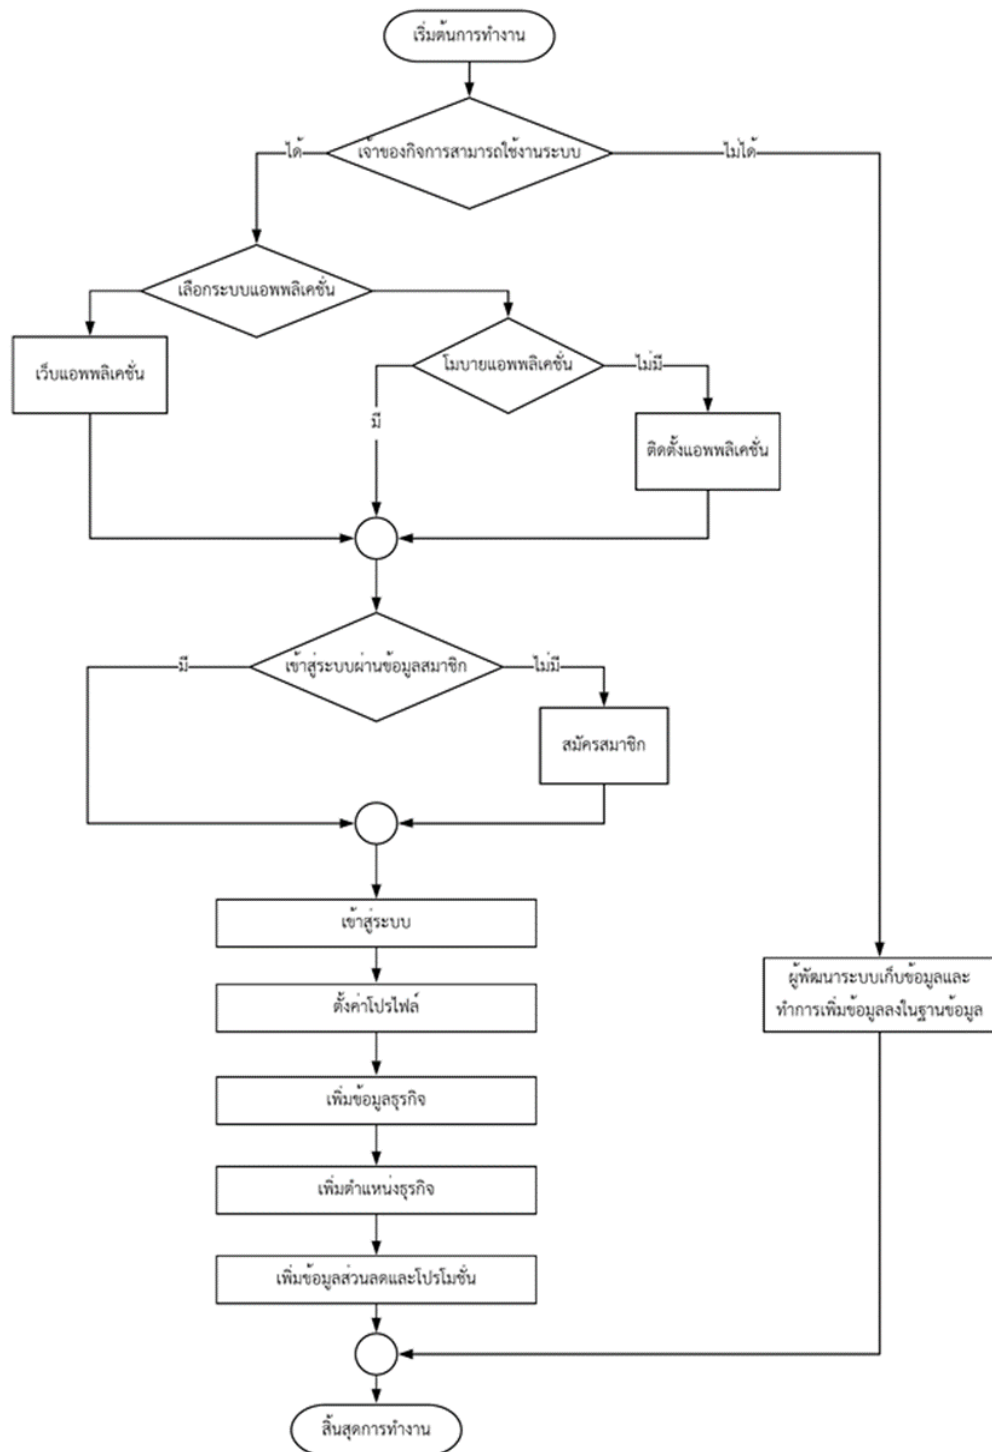 เริ่มต้นการทำงาน
ได้
เจ้าของกิจการสามารถใช้งานระบบ
ไม่ได้
เลือกระบบแอพพลิเคชั่น
เว็บแอพพลิเคชั่น
โมบายแอพพลิเคชั่น
ไม่มี
มี
ติดตั้งแอพพลิเคชั่น
มี
เข้าสู่ระบบผ่านข้อมูลสมาชิก
ไม่มี
สมัครสมาชิก
เข้าสู่ระบบ
ตั้งค่าโปรไฟล์
ผู้พัฒนาระบบเก็บข้อมูลและ
ทำการเพิ่มข้อมูลลงในฐานข้อมูล
เพิ่มข้อมูลธุรกิจ
เพิ่มตำแหน่งธุรกิจ
เพิ่มข้อมูลส่วนลดและโปรโมชั่น
สิ้นสุดการทำงาน